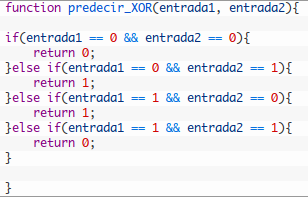 function predecir_XOR(entrada1, entrada2){
if(entrada1 == 0 && entrada2 == 0){
    return 0;
}else if(entrada1 == 0 && entrada2 == 1){
    return 1;
}else if(entrada1 == 1 && entrada2 == 0){
    return 1;
}else if(entrada1 == 1 && entrada2 == 1){
    return 0;
}
}